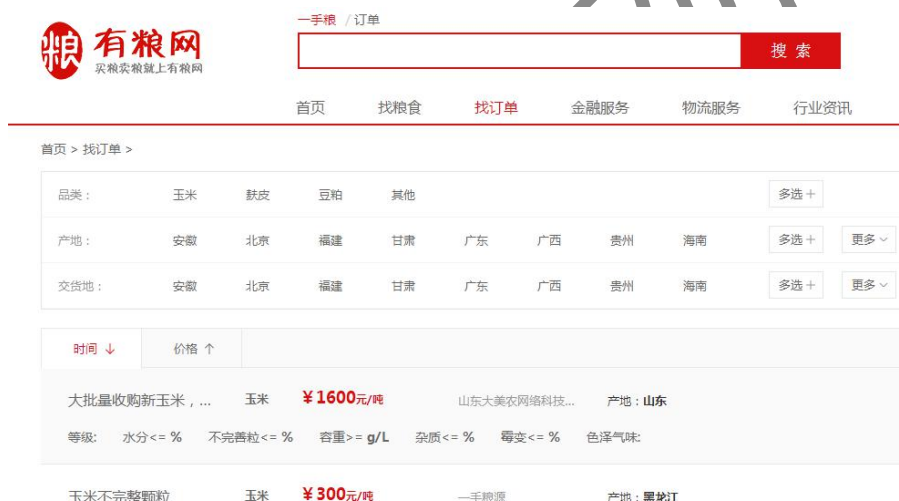 一手粮 / 订单
粮 有粮网
买粮卖粮就上有粮网
搜 索
首页 找粮食 找订单 金融服务 物流服务 行业资讯
首页 > 找订单 >
品类： 玉米 麸皮 豆粕 其他 多选＋
产地： 安徽 北京 福建 甘肃 广东 广西 贵州 海南 多选＋ 更多
交货地： 安徽 北京 福建 甘肃 广东 广西 贵州 海南 多选＋ 更多
时间 ↓ 价格 ↑
大批量收购新玉米，... 玉米 ￥1600元/吨 山东大美农网络科技... 产地：山东
等级: 水分<= % 不完善粒<= % 容重>= g/L 杂质<= % 霉变<= % 色泽气味:
玉米不完整颗粒 玉米 ￥300元/吨 一手粮源 产地：黑龙江